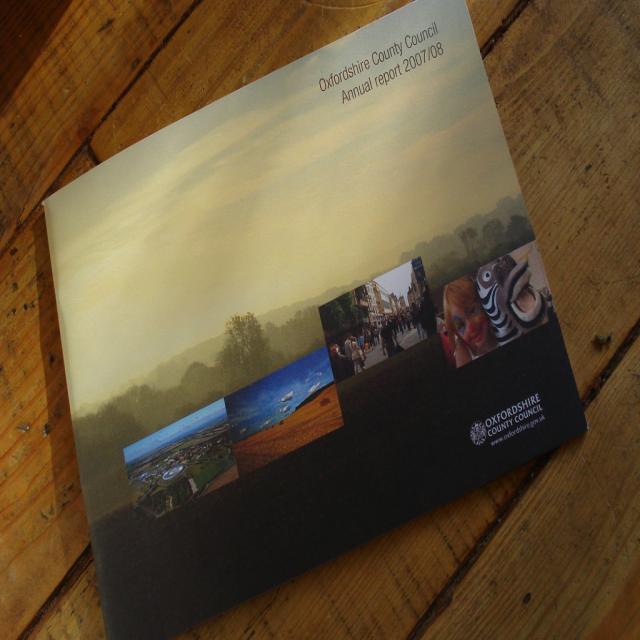 Oxfordshire County Council
Annual report 2007/08
OXFORDSHIRE
COUNTY COUNCIL
www.oxfordshire.gov.uk